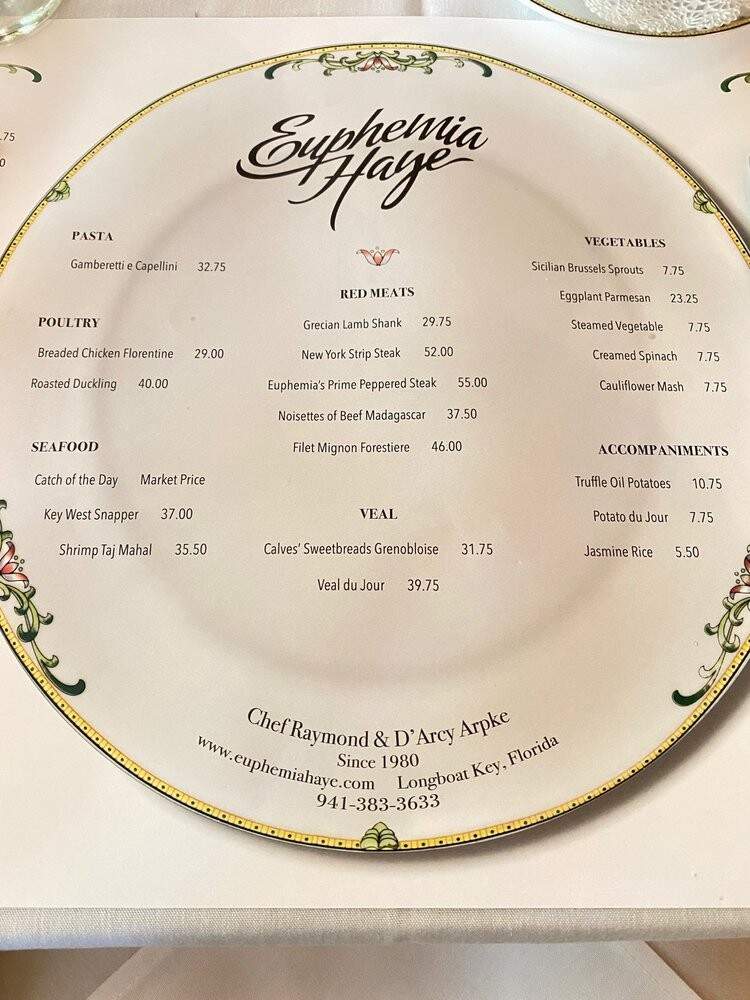 Euphemia
Haye
PASTA
Gamberetti e Capellini 32.75
POULTRY
Breaded Chicken Florentine 29.00
Roasted Duckling 40.00
SEAFOOD
Catch of the Day Market Price
Key West Snapper 37.00
Shrimp Taj Mahal 35.50
RED MEATS
Grecian Lamb Shank 29.75
New York Strip Steak 52.00
Euphemia's Prime Peppered Steak 55.00
Noisettes of Beef Madagascar 37.50
Filet Mignon Forestiere 46.00
VEAL
Calves' Sweetbreads Grenobloise 31.75
Veal du Jour 39.75
VEGETABLES
Sicilian Brussels Sprouts 7.75
Eggplant Parmesan 23.25
Steamed Vegetable 7.75
Creamed Spinach 7.75
Cauliflower Mash 7.75
ACCOMPANIMENTS
Truffle Oil Potatoes 10.75
Potato du Jour 7.75
Jasmine Rice 5.50
Chef Raymond & D'Arcy Arpke
Since 1980
www.euphemiahaye.com Longboat Key, Florida
941-383-3633